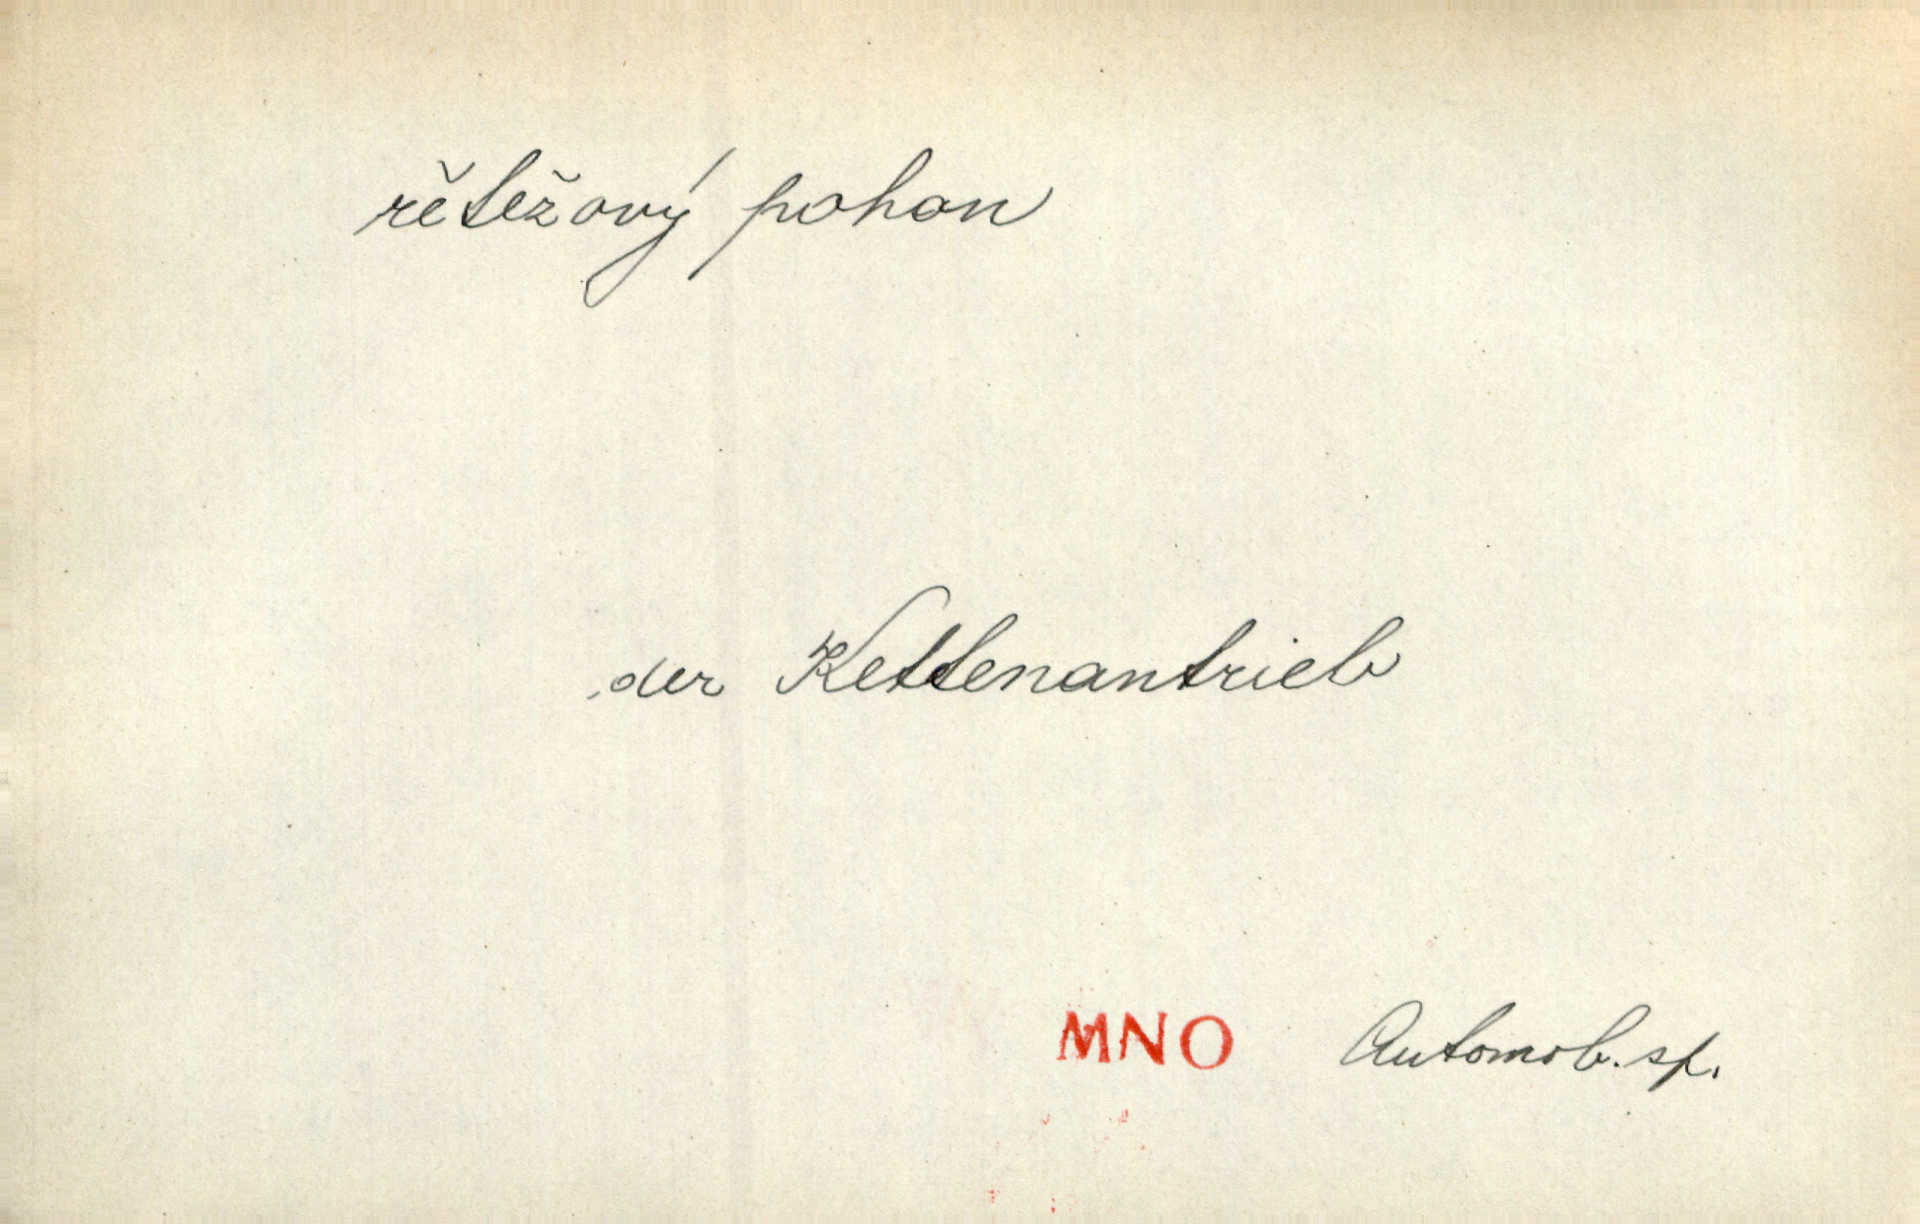 řetězový pohon
der Kettenantrieb
MNO Automob. sp.